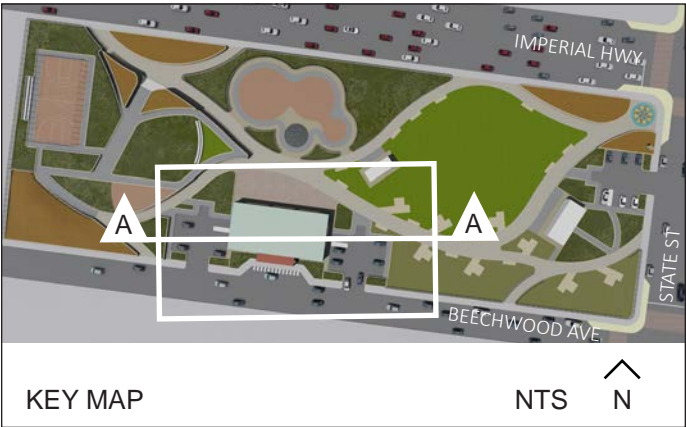 IMPERIAL HWY
A
A
STATE ST
BEECHWOOD AVE
KEY MAP
NTS
N